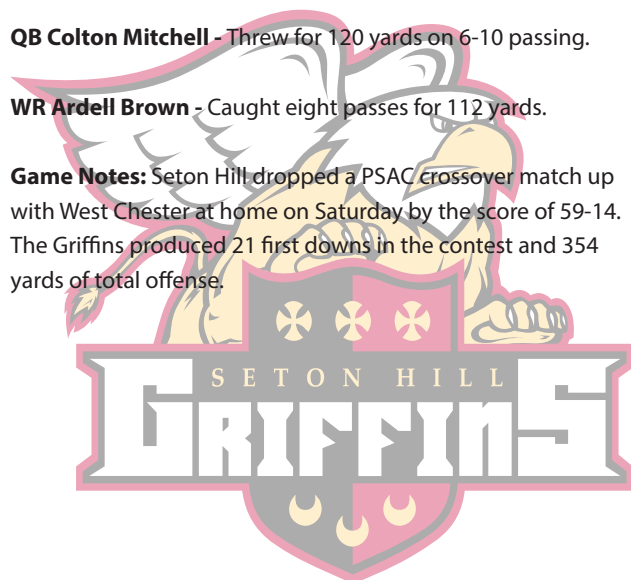 QB Colton Mitchell - Threw for 120 yards on 6-10 passing.
WR Ardell Brown - Caught eight passes for 112 yards.
Game Notes: Seton Hill dropped a PSAC crossover match up
with West Chester at home on Saturday by the score of 59-14.
The Griffins produced 21 first downs in the contest and 354
yards of total offense.
SETON HILL
GRIFFINS